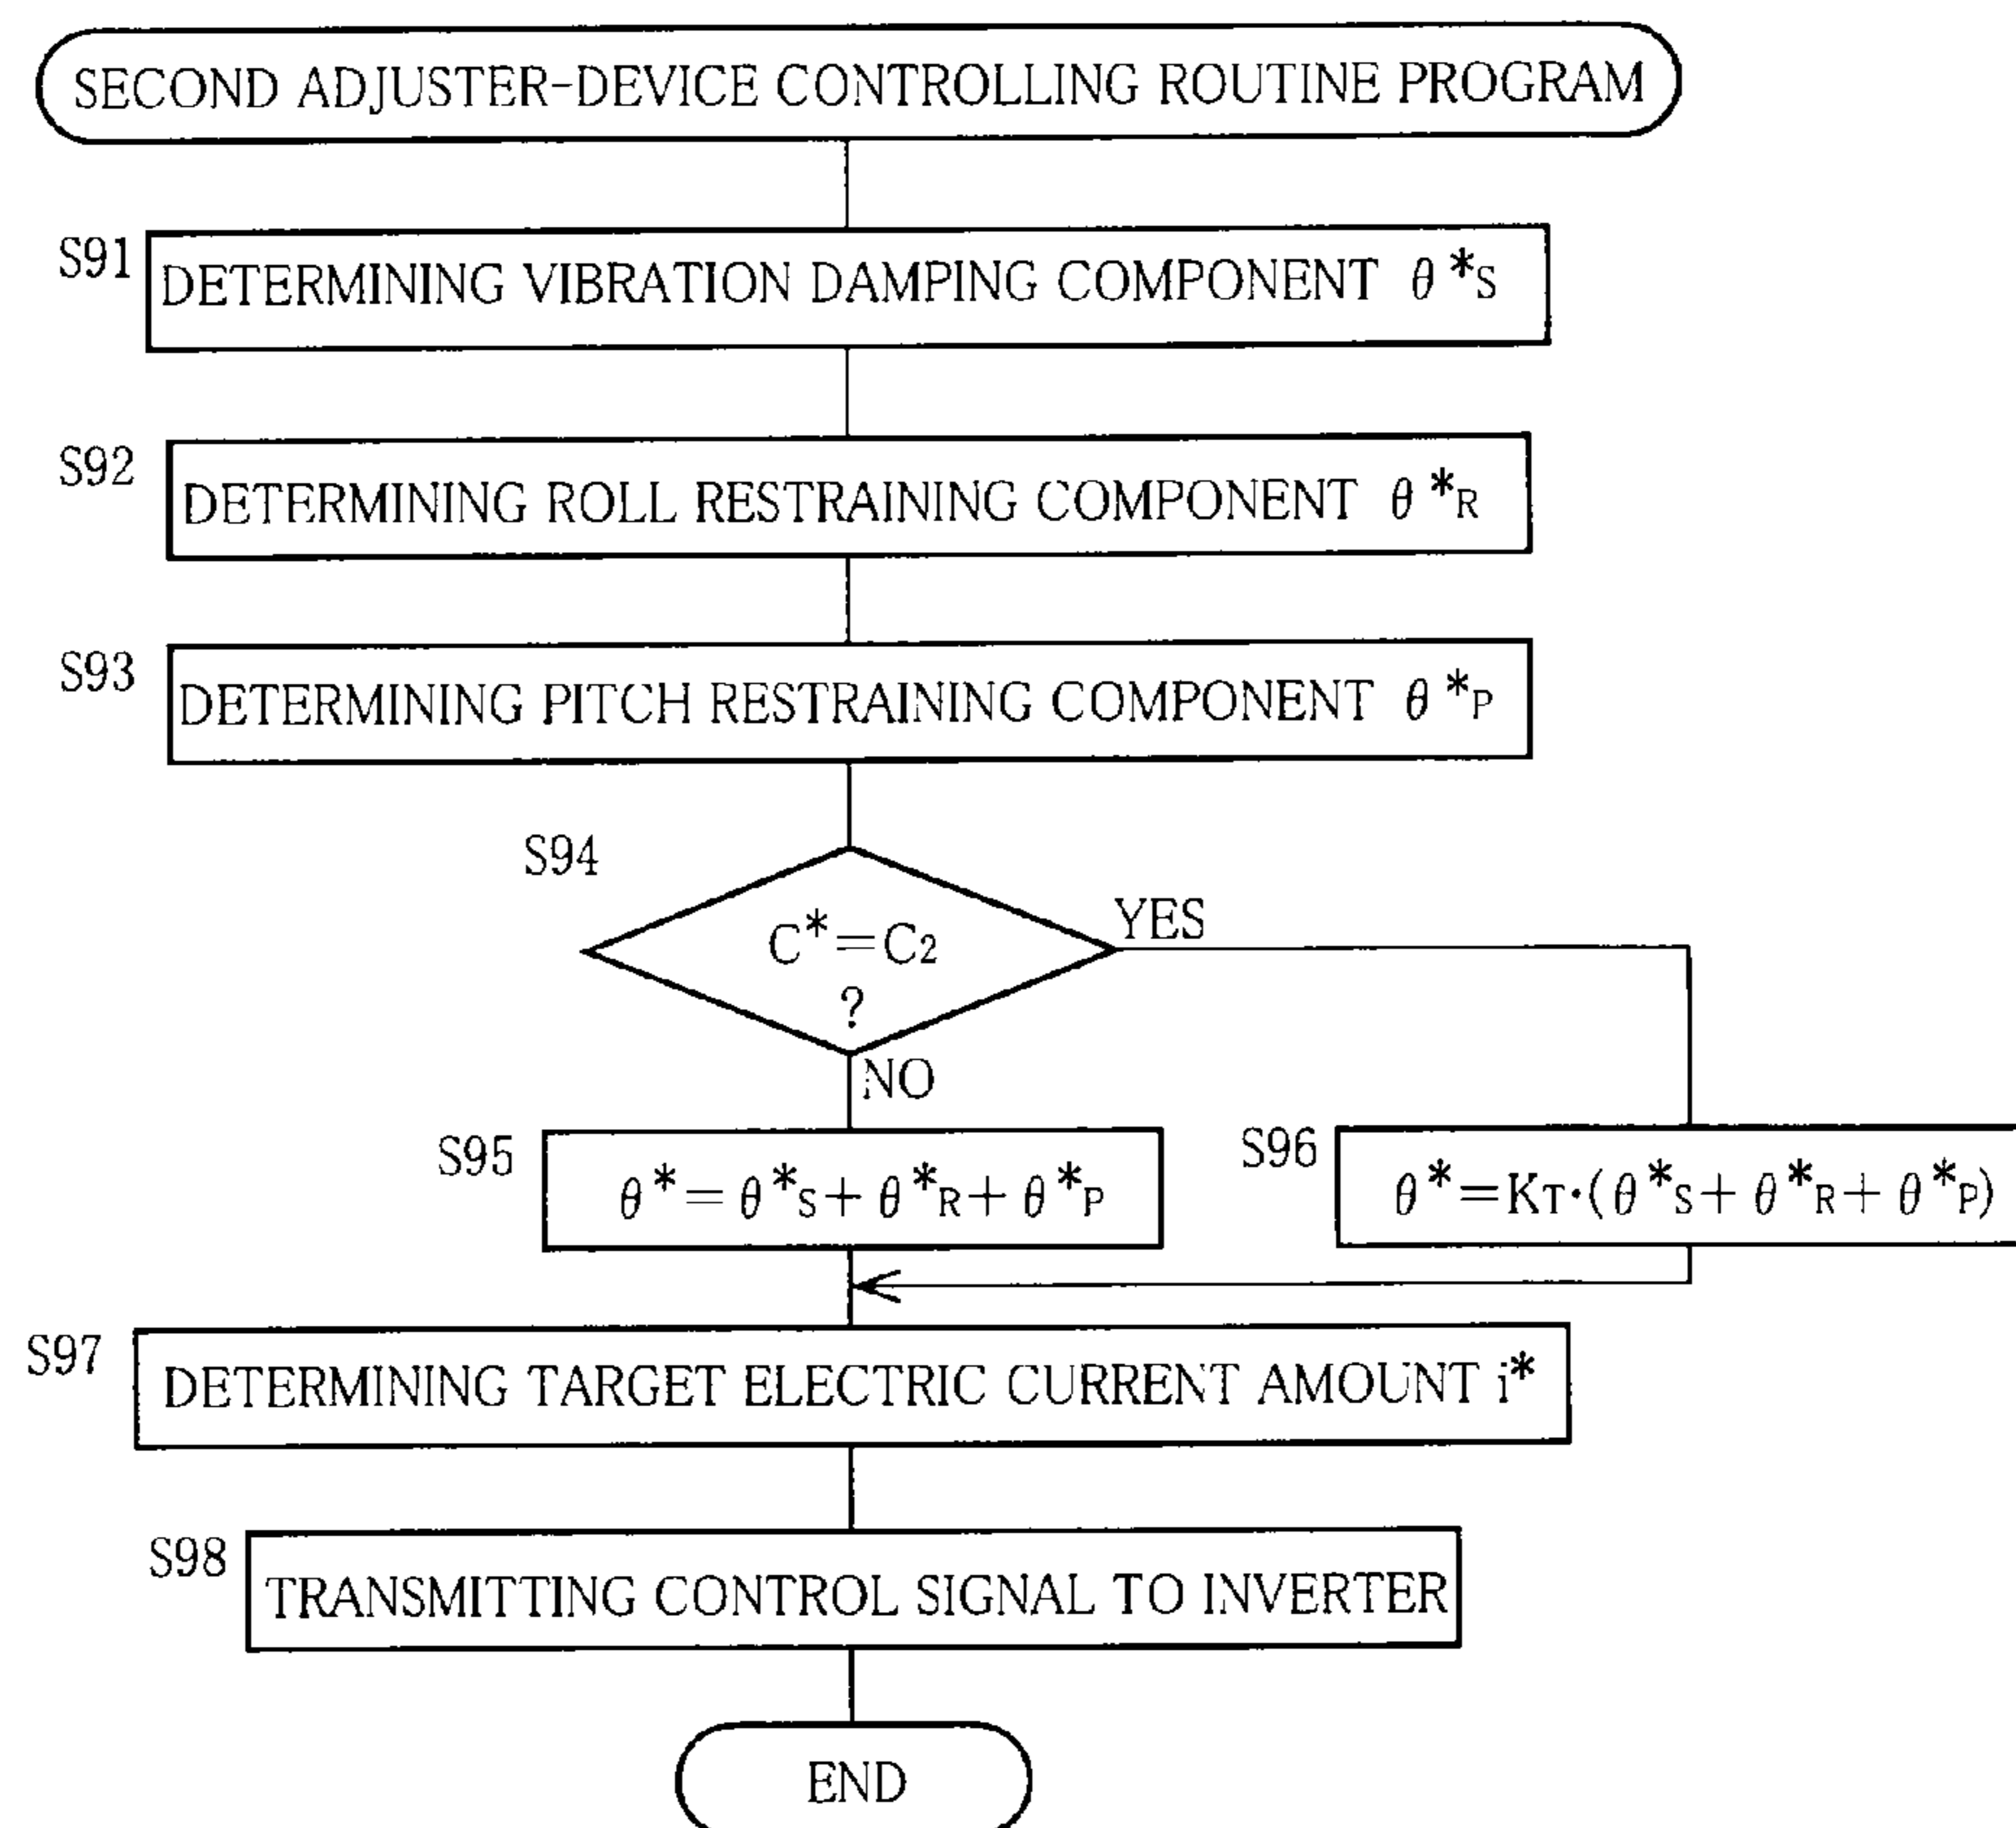 SECOND ADJUSTER-DEVICE CONTROLLING ROUTINE PROGRAM
S91
DETERMINING VIBRATION DAMPING COMPONENT θ*S
S92
DETERMINING ROLL RESTRAINING COMPONENT θ*R
S93
DETERMINING PITCH RESTRAINING COMPONENT θ*P
S94
C*=C2
?
YES
NO
S95
θ*=θ*S+θ*R+θ*P
S96
θ*=KT·(θ*S+θ*R+θ*P)
S97
DETERMINING TARGET ELECTRIC CURRENT AMOUNT i*
S98
TRANSMITTING CONTROL SIGNAL TO INVERTER
END